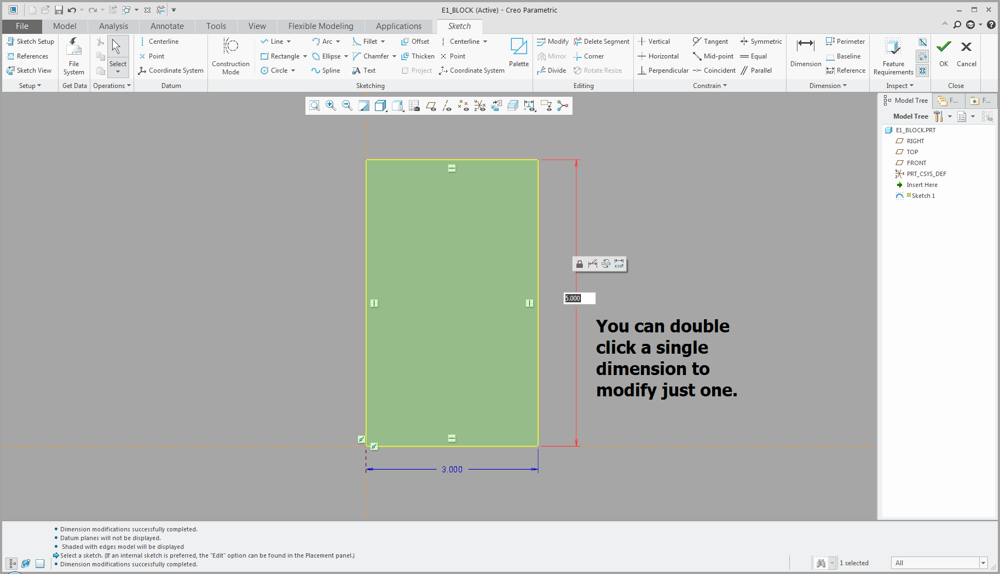 E1_BLOCK (Active) - Creo Parametric
File Model Analysis Annotate Tools View Flexible Modeling Applications Sketch
Sketch Setup
References
Sketch View
Setup
File
System
Get Data
Select
Operations
Centerline
Point
Coordinate System
Datum
Construction
Mode
Line Arc Fillet Offset Centerline
Rectangle Ellipse Chamfer Thicken Point
Circle Spline Text Project Coordinate System
Palette
Sketching
Modify Delete Segment
Mirror Corner
Divide Rotate Resize
Editing
Vertical Tangent Symmetric
Horizontal Mid-point Equal
Perpendicular Coincident Parallel
Constrain
Dimension
Perimeter
Baseline
REF Reference
Dimension
Feature
Requirements
Inspect
OK Cancel
Close
Model Tree F... F...
Model Tree
E1_BLOCK.PRT
RIGHT
TOP
FRONT
PRT_CSYS_DEF
Insert Here
Sketch 1
5.000
You can double
click a single
dimension to
modify just one.
3.000
Dimension modifications successfully completed.
Datum planes will not be displayed.
Shaded with edges model will be displayed
Select a sketch. (If an internal sketch is preferred, the "Edit" option can be found in the Placement panel.)
Dimension modifications successfully completed.
1 selected
All